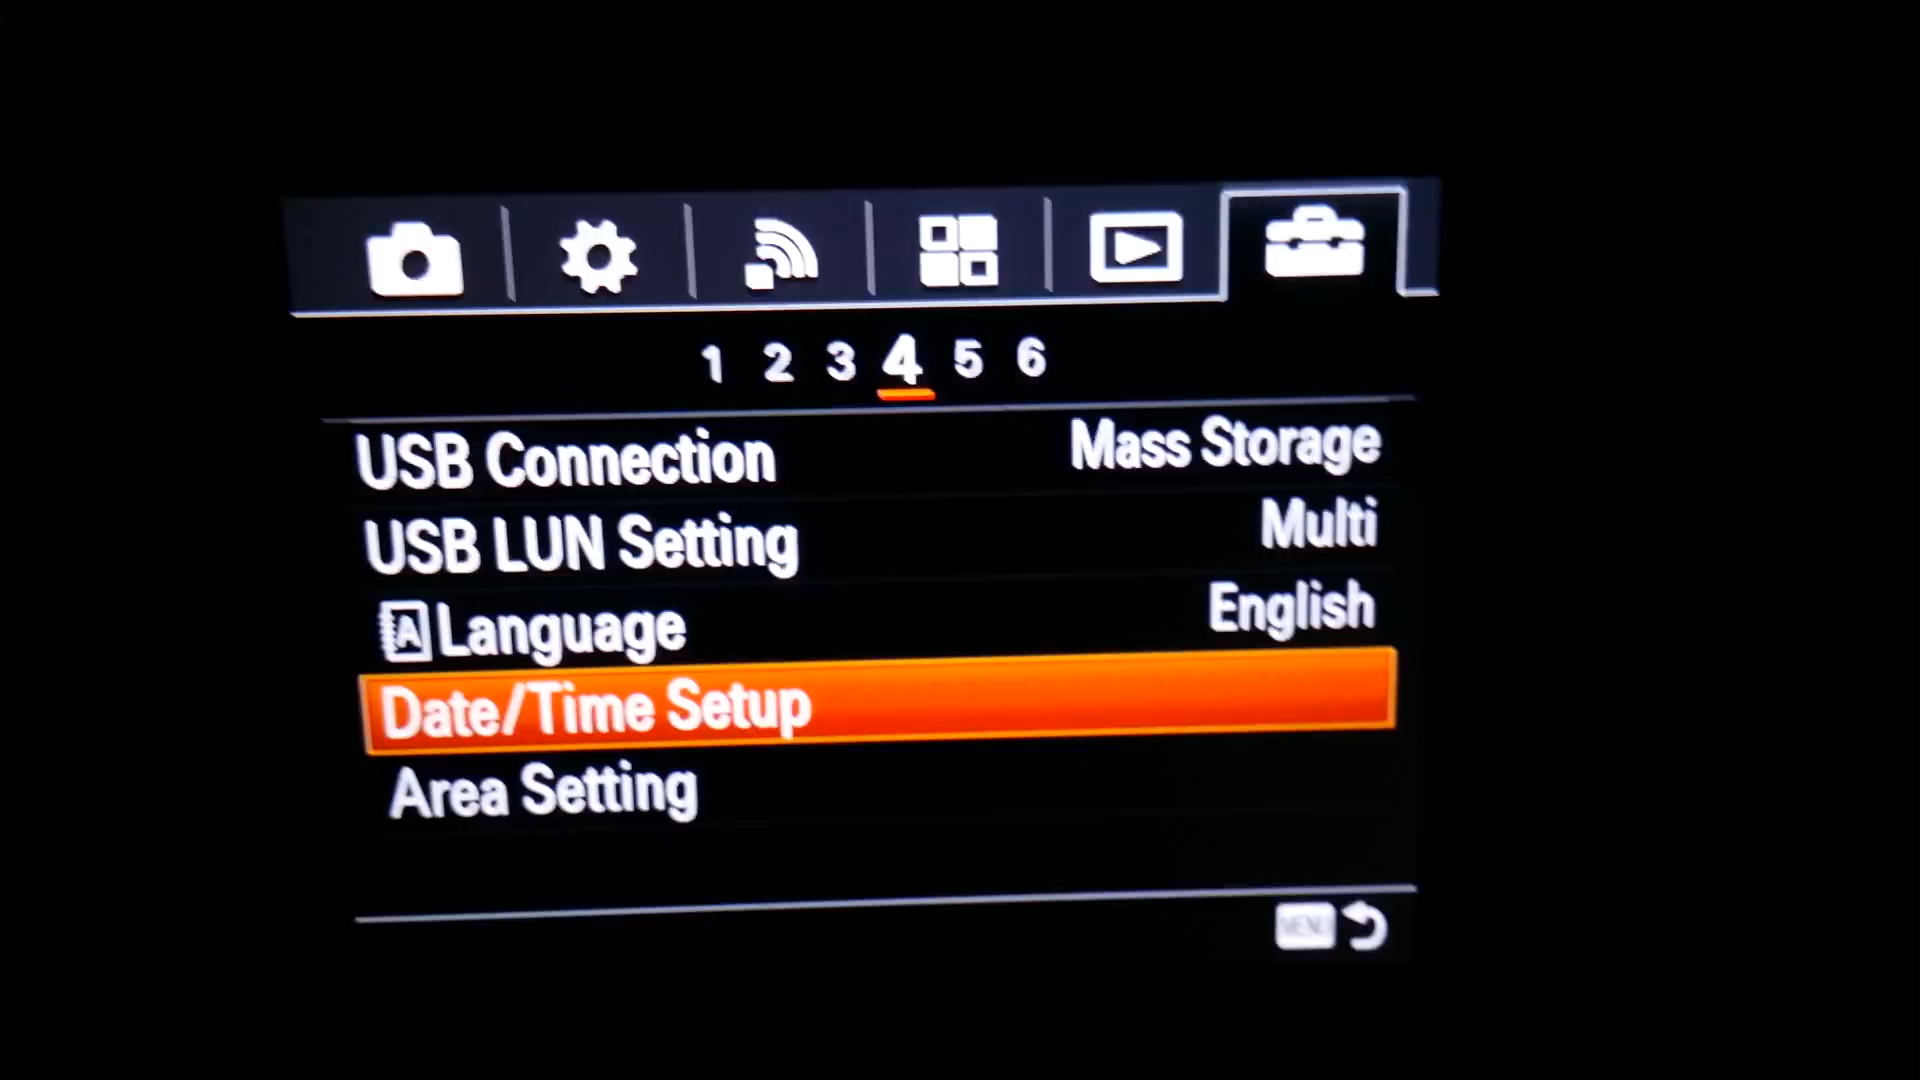 1 2 3 4 5 6
USB Connection Mass Storage
USB LUN Setting Multi
A Language English
Date/Time Setup
Area Setting
MENU